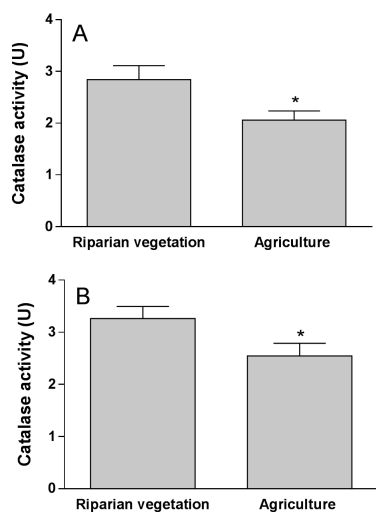 A
Catalase activity (U)
4
3
2
1
0
*
Riparian vegetation Agriculture
B
Catalase activity (U)
4
3
2
1
0
*
Riparian vegetation Agriculture